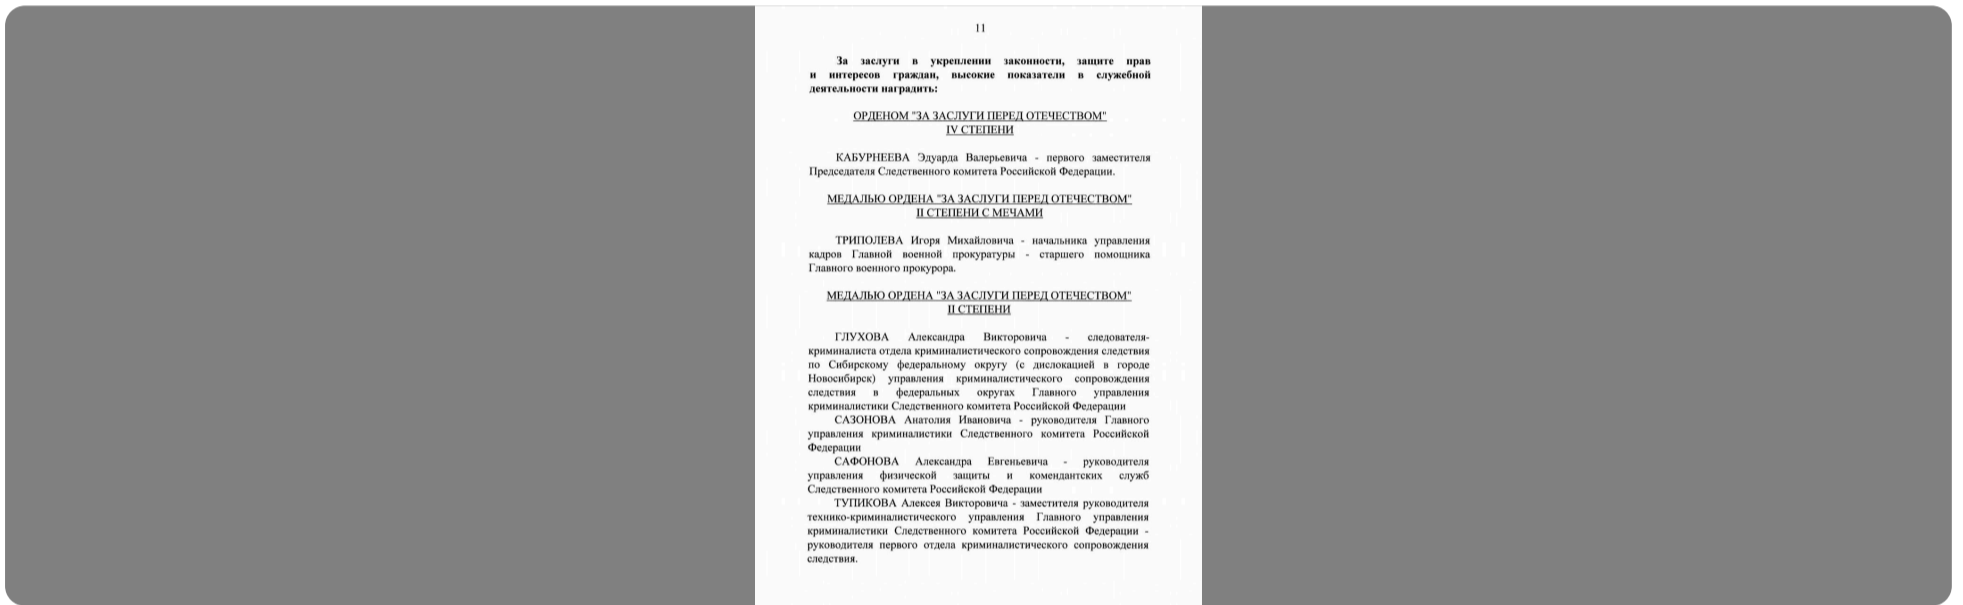 11
За заслуги в укреплении законности, защите прав
и интересов граждан, высокие показатели в служебной
деятельности наградить:
ОРДЕНОМ "ЗА ЗАСЛУГИ ПЕРЕД ОТЕЧЕСТВОМ"
IV СТЕПЕНИ
КАБУРНЕЕВА Эдуарда Валерьевича - первого заместителя
Председателя Следственного комитета Российской Федерации.
МЕДАЛЬЮ ОРДЕНА "ЗА ЗАСЛУГИ ПЕРЕД ОТЕЧЕСТВОМ"
II СТЕПЕНИ С МЕЧАМИ
ТРИПОЛЕВА Игоря Михайловича - начальника управления
кадров Главной военной прокуратуры - старшего помощника
Главного военного прокурора.
МЕДАЛЬЮ ОРДЕНА "ЗА ЗАСЛУГИ ПЕРЕД ОТЕЧЕСТВОМ"
II СТЕПЕНИ
ГЛУХОВА Александра Викторовича - следователя-
криминалиста отдела криминалистического сопровождения следствия
по Сибирскому федеральному округу (с дислокацией в городе
Новосибирск) управления криминалистического сопровождения
следствия в федеральных округах Главного управления
криминалистики Следственного комитета Российской Федерации
САЗОНОВА Анатолия Ивановича - руководителя Главного
управления криминалистики Следственного комитета Российской
Федерации
САФОНОВА Александра Евгеньевича - руководителя
управления физической защиты и комендантских служб
Следственного комитета Российской Федерации
ТУПИКОВА Алексея Викторовича - заместителя руководителя
технико-криминалистического управления Главного управления
криминалистики Следственного комитета Российской Федерации -
руководителя первого отдела криминалистического сопровождения
следствия.